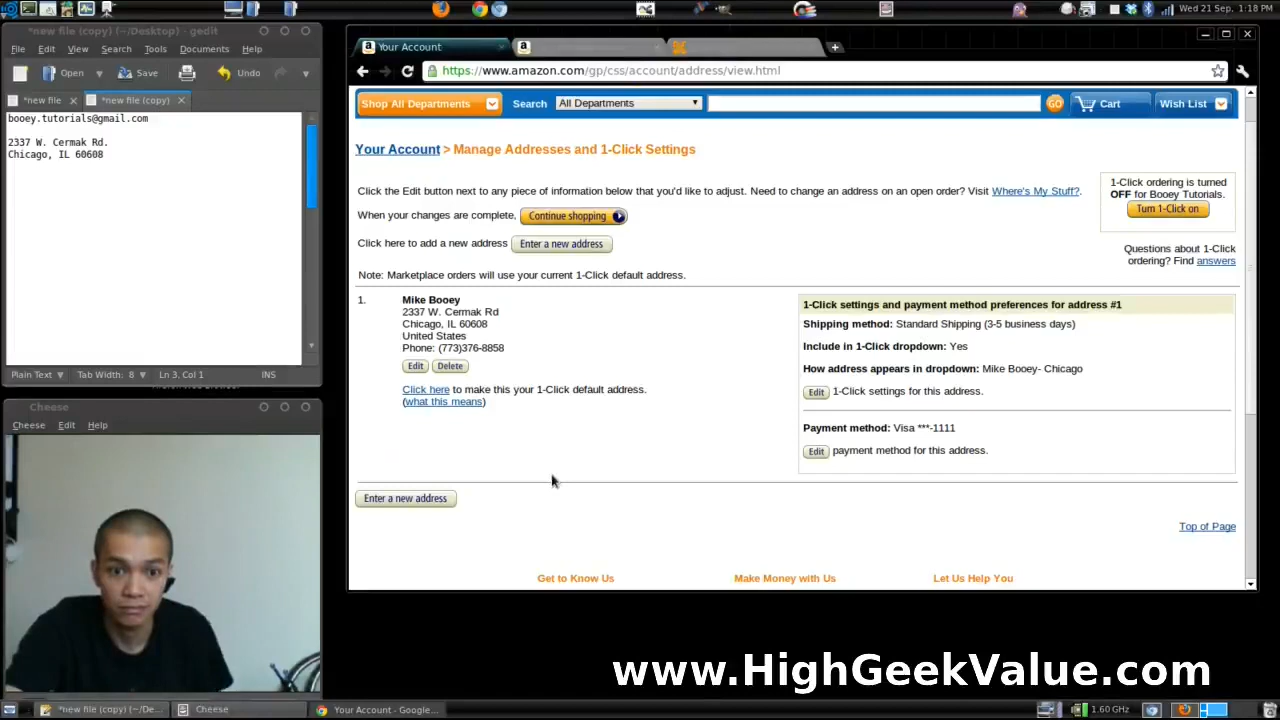 Wed 21 Sep, 1:18 PM
*new file (copy) (~/Desktop) - gedit
File Edit View Search Tools Documents Help
Open Save Undo
*new file *new file (copy)
booey.tutorials@gmail.com
2337 W. Cermak Rd.
Chicago, IL 60608
Plain Text Tab Width: 8 Ln 3, Col 1 INS
Cheese
Cheese Edit Help
Your Account
https://www.amazon.com/gp/css/account/address/view.html
Shop All Departments Search All Departments GO Cart Wish List
Your Account > Manage Addresses and 1-Click Settings
Click the Edit button next to any piece of information below that you'd like to adjust. Need to change an address on an open order? Visit Where's My Stuff?.
When your changes are complete, Continue shopping
Click here to add a new address Enter a new address
1-Click ordering is turned
OFF for Booey Tutorials.
Turn 1-Click on
Questions about 1-Click
ordering? Find answers
Note: Marketplace orders will use your current 1-Click default address.
1. Mike Booey
2337 W. Cermak Rd
Chicago, IL 60608
United States
Phone: (773)376-8858
Edit Delete
Click here to make this your 1-Click default address.
(what this means)
1-Click settings and payment method preferences for address #1
Shipping method: Standard Shipping (3-5 business days)
Include in 1-Click dropdown: Yes
How address appears in dropdown: Mike Booey- Chicago
Edit 1-Click settings for this address.
Payment method: Visa ***-1111
Edit payment method for this address.
Enter a new address
Top of Page
Get to Know Us Make Money with Us Let Us Help You
www.HighGeekValue.com
*new file (copy) (~/De... Cheese Your Account - Google... 1.60 GHz